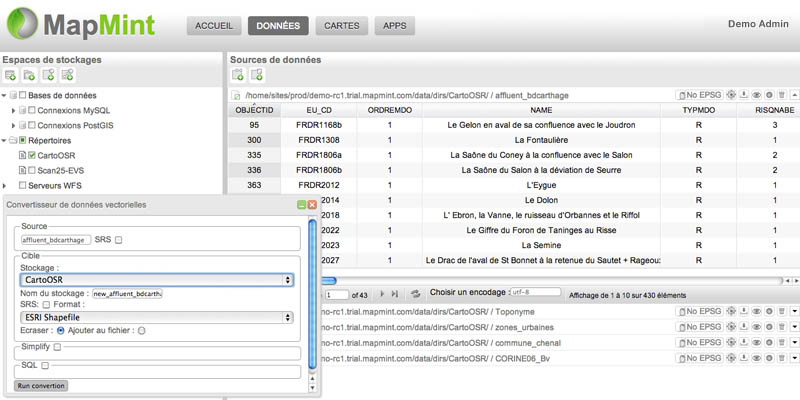 MapMint
ACCUEIL DONNÉES CARTES APPS
Demo Admin
Espaces de stockages
Bases de données
Connexions MySQL
Connexions PostGIS
Répertoires
CartoOSR
Scan25-EVS
Serveurs WFS
Sources de données
/home/sites/prod/demo-rc1.trial.mapmint.com/data/dirs/CartoOSR/ / affluent_bdcarthage No EPSG
OBJECTID EU_CD ORDREMDO NAME TYPMDO RISQNABE
95 FRDR1168b 1 Le Gelon en aval de sa confluence avec le Joudron R 3
300 FRDR1308 1 La Fontaulière R 1
335 FRDR1806a 1 La Saône du Coney à la confluence avec le Salon R 2
336 FRDR1806b 1 La Saône du Salon à la déviation de Seurre R 2
363 FRDR2012 1 L'Eygue R 1
2014 1 Le Dolon R 1
2018 1 L' Ebron, la Vanne, le ruisseau d'Orbannes et le Riffol R 1
2022 1 Le Giffre du Foron de Taninges au Risse R 1
2023 1 La Semine R 1
2027 1 Le Drac de l'aval de St Bonnet à la retenue du Sautet + Rageoux R 1
1 of 43 Choisir un encodage : utf-8 Affichage de 1 à 10 sur 430 éléments
mo-rc1.trial.mapmint.com/data/dirs/CartoOSR/ / Toponyme No EPSG
mo-rc1.trial.mapmint.com/data/dirs/CartoOSR/ / zones_urbaines No EPSG
mo-rc1.trial.mapmint.com/data/dirs/CartoOSR/ / commune_chenal No EPSG
mo-rc1.trial.mapmint.com/data/dirs/CartoOSR/ / CORINE06_Bv No EPSG
Convertisseur de données vectorielles
Source
affluent_bdcarthage SRS
Cible
Stockage :
CartoOSR
Nom du stockage : new_affluent_bdcarth
SRS: Format :
ESRI Shapefile
Ecraser : Ajouter au fichier :
Simplify
SQL
Run convertion